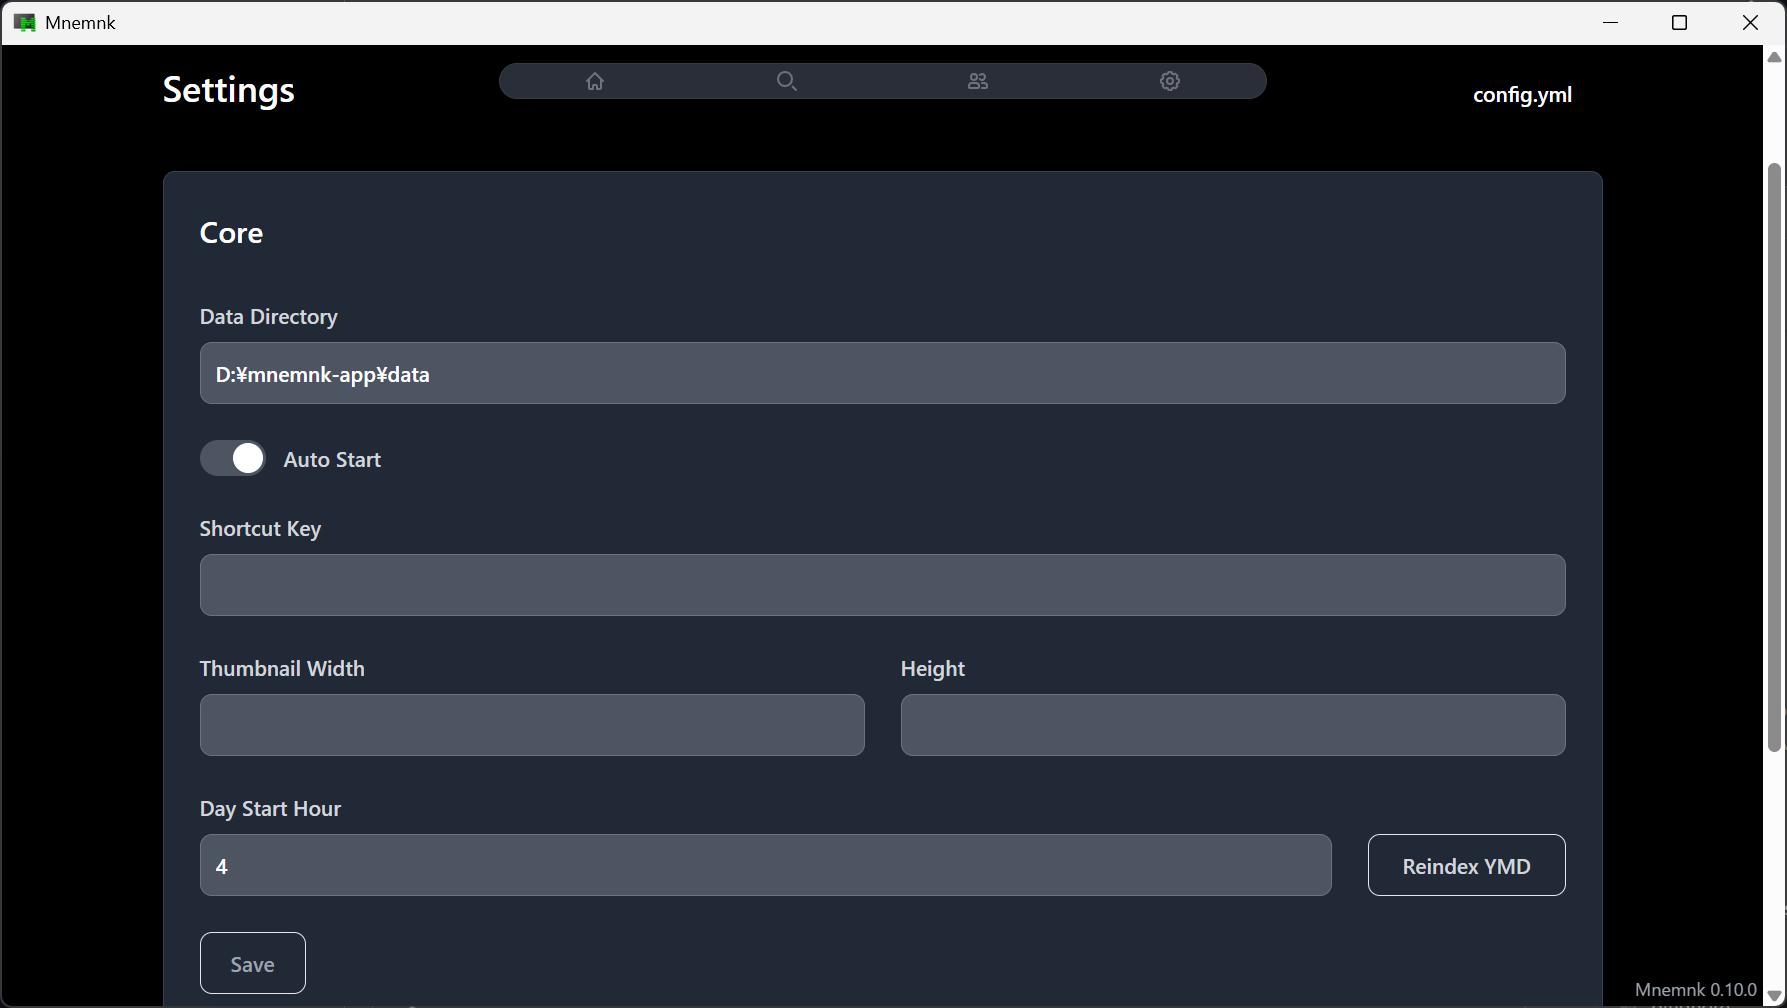 Mnemnk
Settings
config.yml
Core
Data Directory
D:¥mnemnk-app¥data
Auto Start
Shortcut Key
Thumbnail Width
Height
Day Start Hour
4
Reindex YMD
Save
Mnemnk 0.10.0